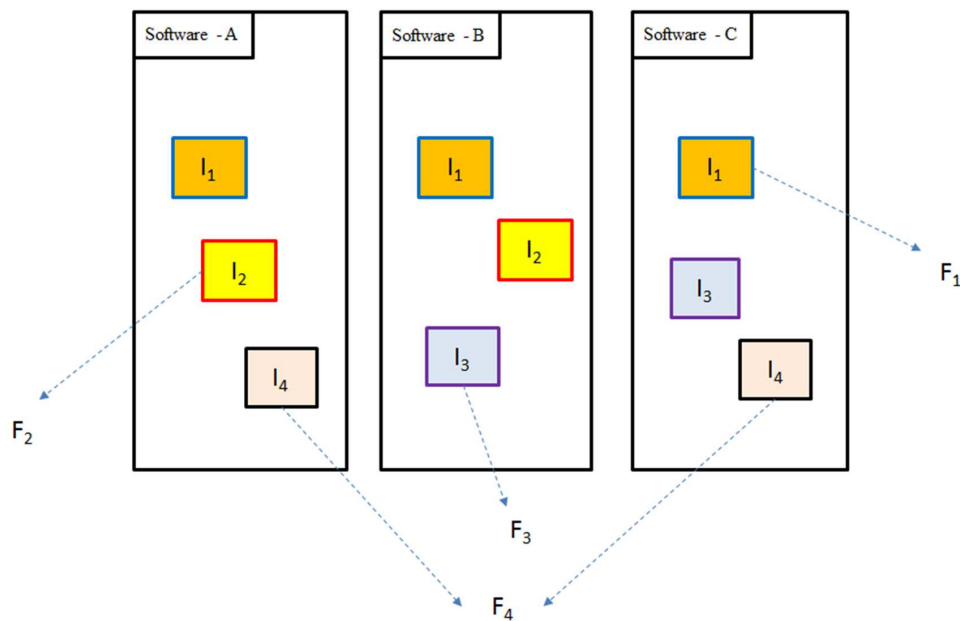 Software - A
Software - B
Software - C
I₁
I₁
I₁
I₂
I₂
I₃
F₁
I₄
I₃
I₄
F₂
F₃
F₄